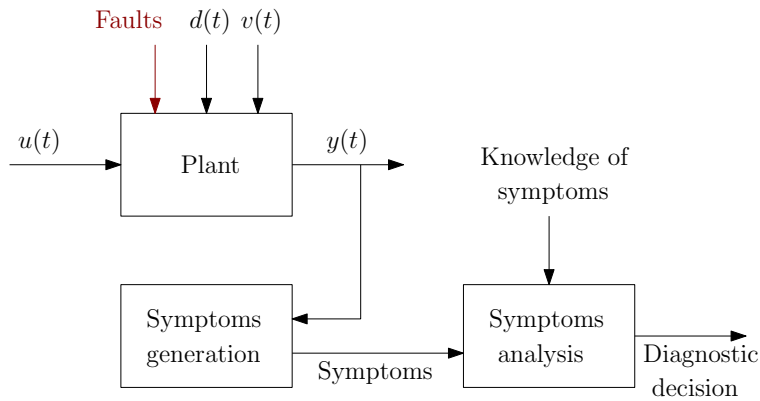 Faults d(t) v(t)
u(t)
Plant
y(t)
Knowledge of
symptoms
Symptoms
generation
Symptoms
Symptoms
analysis
Diagnostic
decision